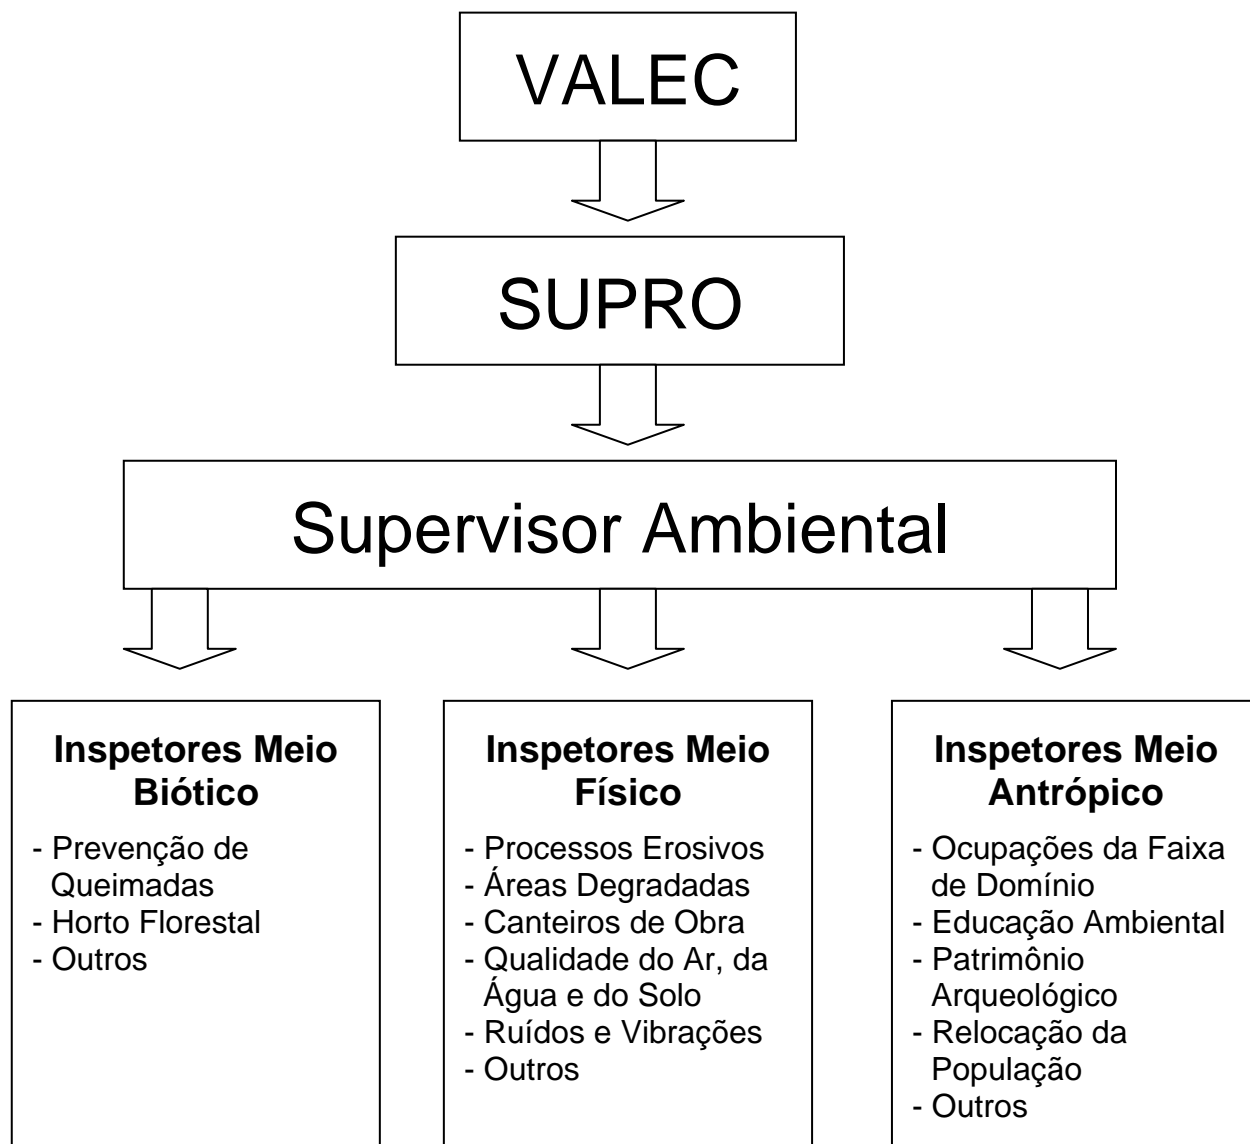 VALEC
SUPRO
Supervisor Ambiental
Inspetores Meio
Biótico
- Prevenção de
Queimadas
- Horto Florestal
- Outros
Inspetores Meio
Físico
- Processos Erosivos
- Áreas Degradadas
- Canteiros de Obra
- Qualidade do Ar, da
Água e do Solo
- Ruídos e Vibrações
- Outros
Inspetores Meio
Antrópico
- Ocupações da Faixa
de Domínio
- Educação Ambiental
- Patrimônio
Arqueológico
- Relocação da
População
- Outros